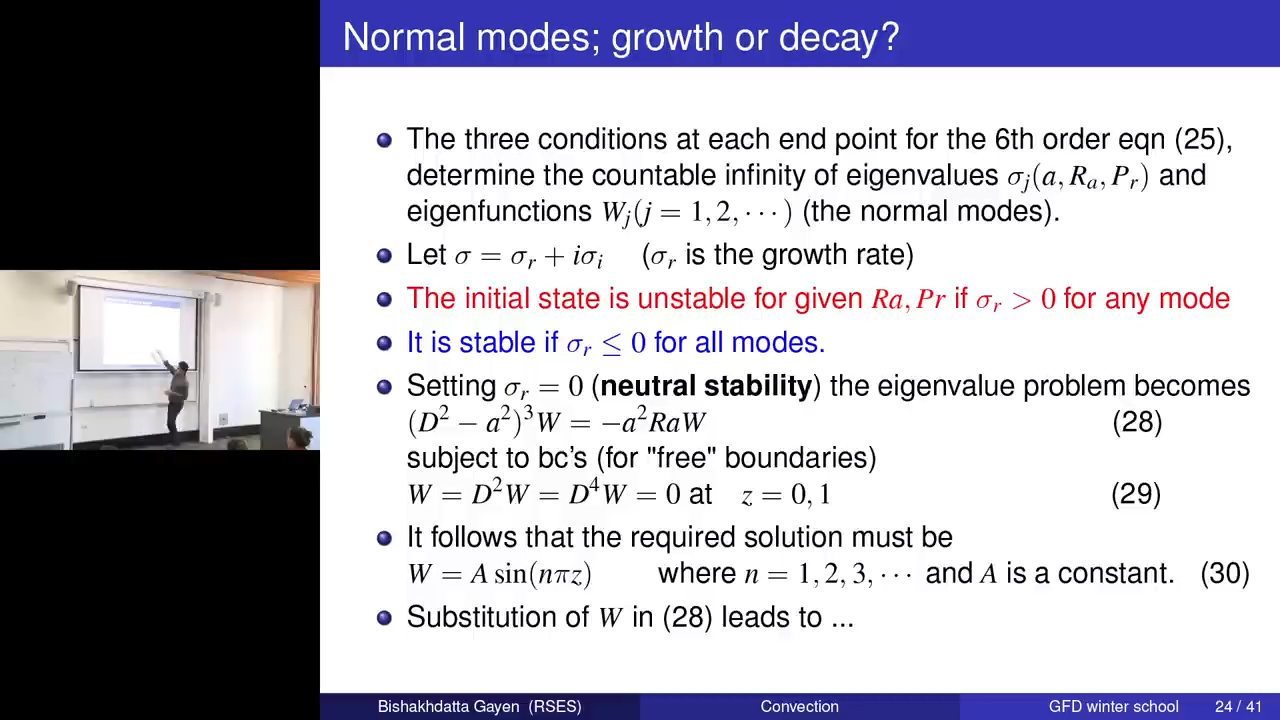 Normal modes; growth or decay?
The three conditions at each end point for the 6th order eqn (25),
determine the countable infinity of eigenvalues σj(a, Ra, Pr) and
eigenfunctions Wj(j = 1, 2, ⋯) (the normal modes).
Let σ = σr + iσi (σr is the growth rate)
The initial state is unstable for given Ra, Pr if σr > 0 for any mode
It is stable if σr ≤ 0 for all modes.
Setting σr = 0 (neutral stability) the eigenvalue problem becomes
(D² − a²)³W = −a²RaW (28)
subject to bc's (for "free" boundaries)
W = D²W = D⁴W = 0 at z = 0, 1 (29)
It follows that the required solution must be
W = A sin(nπz) where n = 1, 2, 3, ⋯ and A is a constant. (30)
Substitution of W in (28) leads to ...
Bishakhdatta Gayen (RSES) Convection GFD winter school 24 / 41